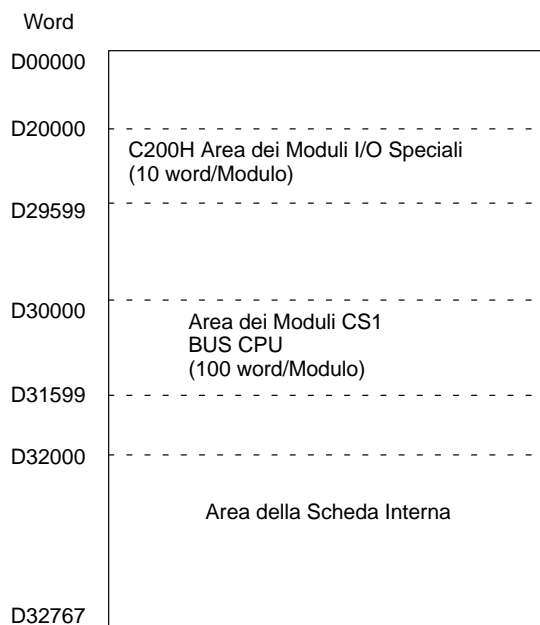 Word
D00000
D20000
C200H Area dei Moduli I/O Speciali
(10 word/Modulo)
D29599
D30000
Area dei Moduli CS1
BUS CPU
(100 word/Modulo)
D31599
D32000
Area della Scheda Interna
D32767